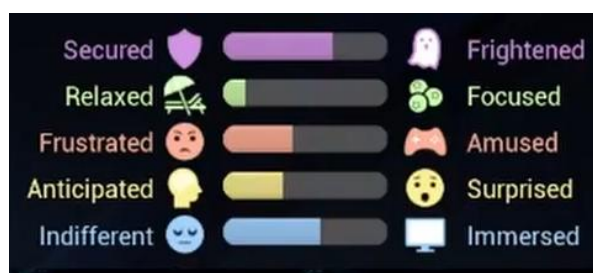 Secured Frightened
Relaxed Focused
Frustrated Amused
Anticipated Surprised
Indifferent Immersed